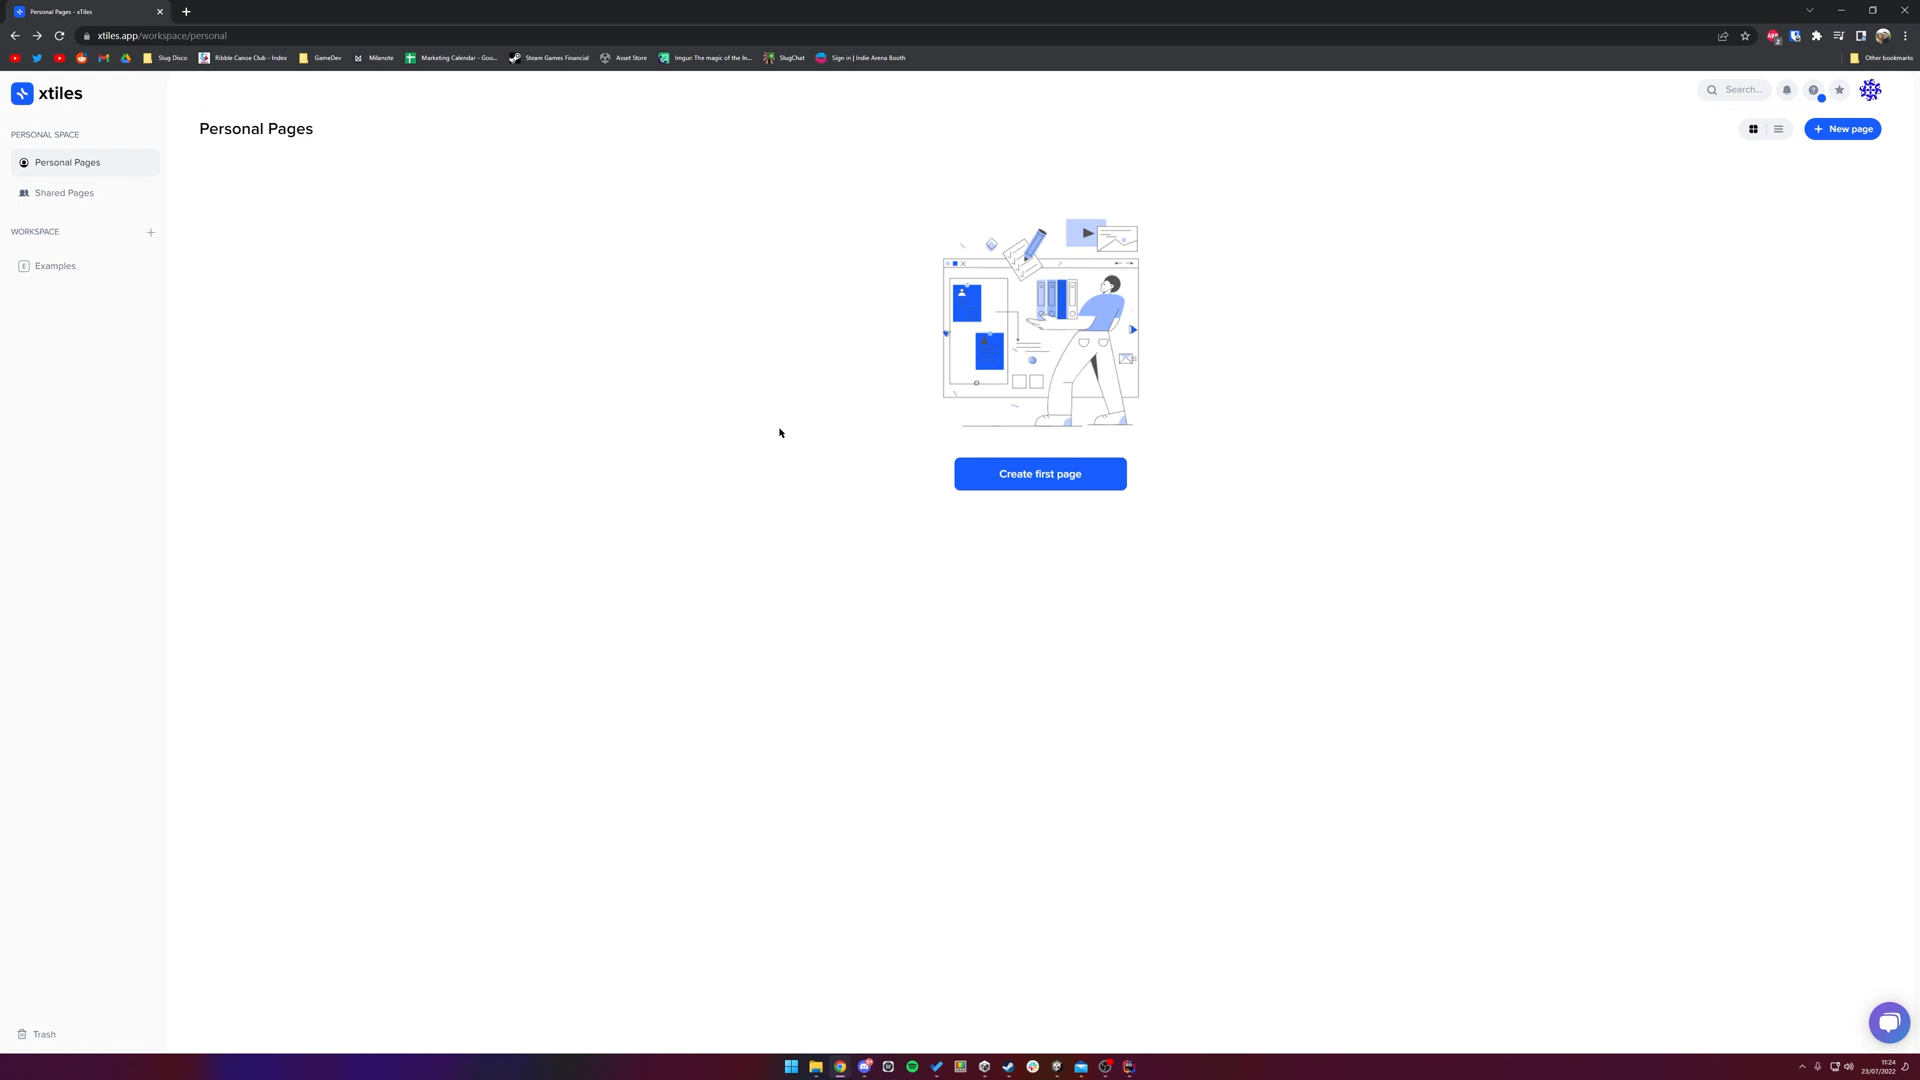 Personal Pages - xTiles
xtiles.app/workspace/personal
Slug Disco
Ribble Canoe Club - Index
GameDev
Milanote
Marketing Calendar - Goo...
Steam Games Financial
Asset Store
Imgur: The magic of the In...
SlugChat
Sign in | Indie Arena Booth
Other bookmarks
xtiles
Search...
PERSONAL SPACE
Personal Pages
New page
Personal Pages
Shared Pages
WORKSPACE
E Examples
Create first page
Trash
11:24
23/07/2022